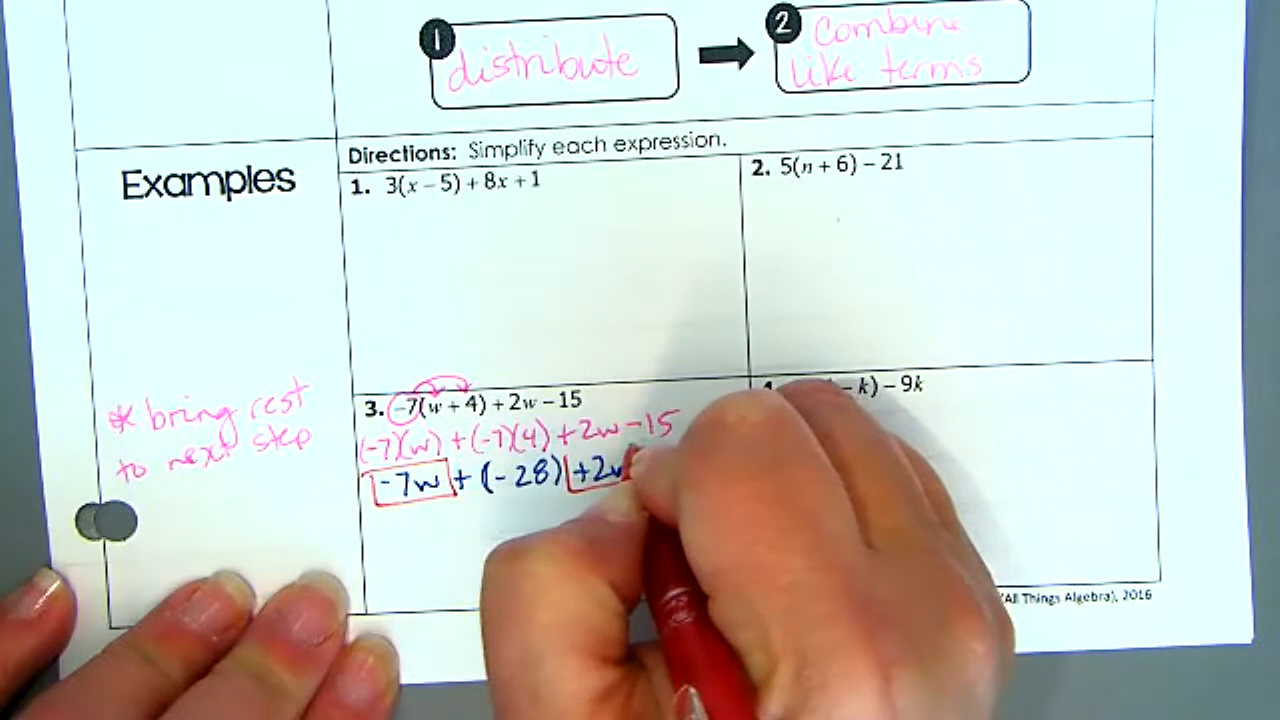 1 distribute
2 combine
like terms
Examples
Directions: Simplify each expression.
1. 3(x – 5) + 8x + 1
2. 5(n + 6) – 21
* bring rest
to next step
3. –7(w + 4) + 2w – 15
(-7)(w) + (-7)(4) + 2w - 15
-7w + (-28) + 2w
– k) – 9k
(All Things Algebra), 2016